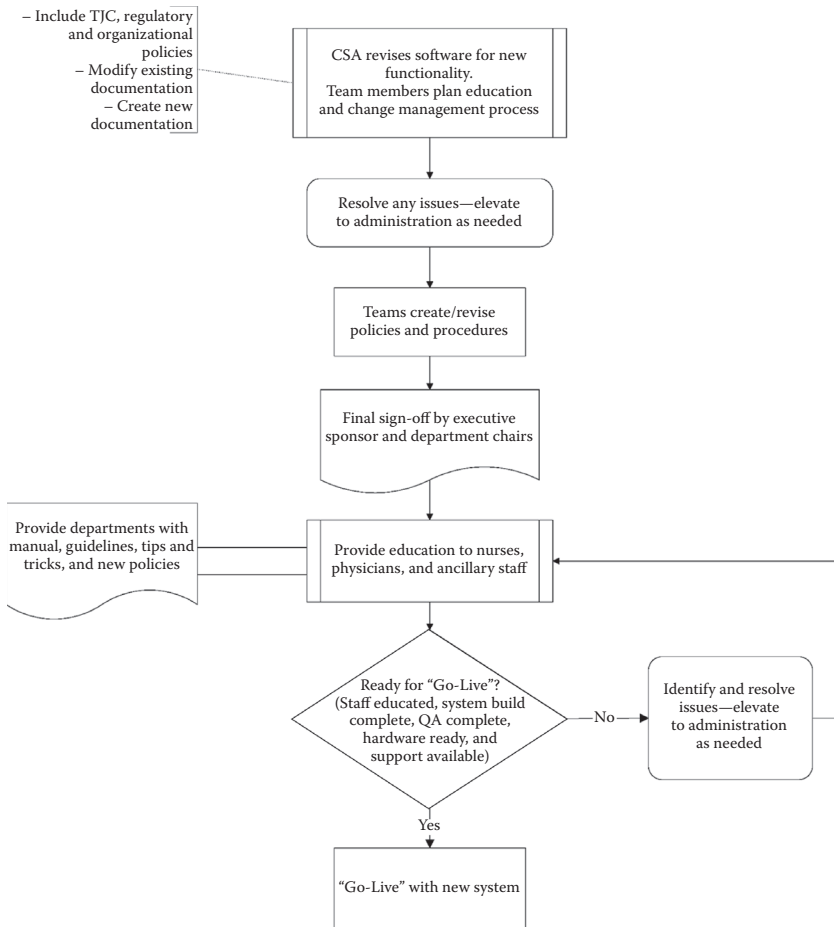 – Include TJC, regulatory
and organizational
policies
– Modify existing
documentation
– Create new
documentation
CSA revises software for new
functionality.
Team members plan education
and change management process
Resolve any issues—elevate
to administration as needed
Teams create/revise
policies and procedures
Final sign-off by executive
sponsor and department chairs
Provide departments with
manual, guidelines, tips and
tricks, and new policies
Provide education to nurses,
physicians, and ancillary staff
Ready for “Go-Live”?
(Staff educated, system build
complete, QA complete,
hardware ready, and
support available)
No
Identify and resolve
issues—elevate
to administration
as needed
Yes
“Go-Live” with new system